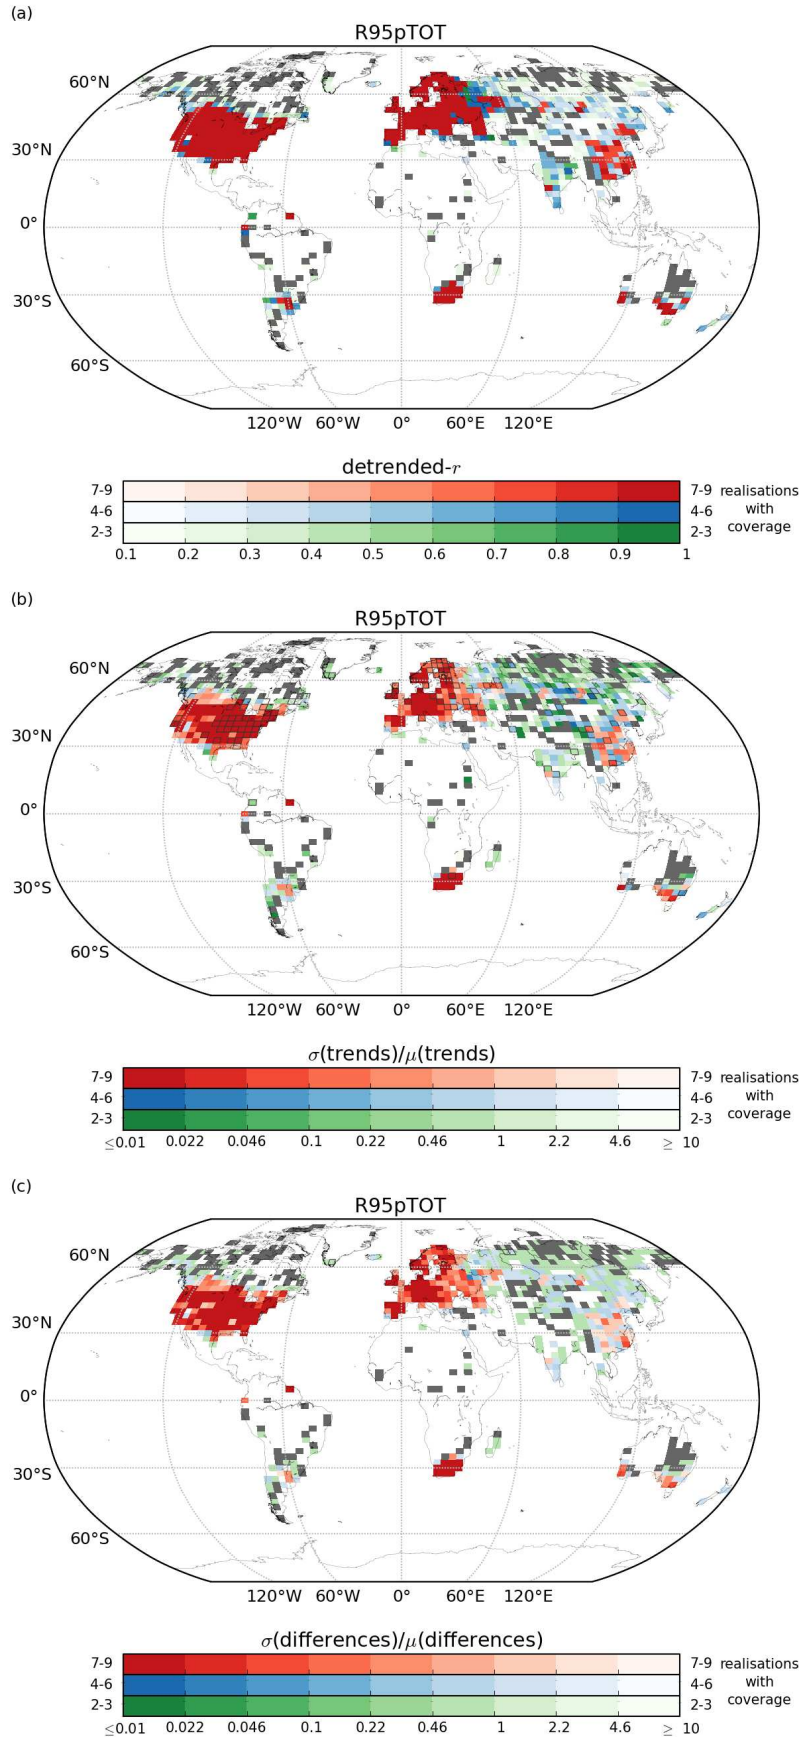 (a)
R95pTOT
60°N
30°N
0°
30°S
60°S
120°W 60°W 0° 60°E 120°E
detrended-r
7-9 7-9 realisations
4-6 4-6 with
2-3 2-3 coverage
0.1 0.2 0.3 0.4 0.5 0.6 0.7 0.8 0.9 1
(b)
R95pTOT
60°N
30°N
0°
30°S
60°S
120°W 60°W 0° 60°E 120°E
σ(trends)/μ(trends)
7-9 7-9 realisations
4-6 4-6 with
2-3 2-3 coverage
≤0.01 0.022 0.046 0.1 0.22 0.46 1 2.2 4.6 ≥ 10
(c)
R95pTOT
60°N
30°N
0°
30°S
60°S
120°W 60°W 0° 60°E 120°E
σ(differences)/μ(differences)
7-9 7-9 realisations
4-6 4-6 with
2-3 2-3 coverage
≤0.01 0.022 0.046 0.1 0.22 0.46 1 2.2 4.6 ≥ 10